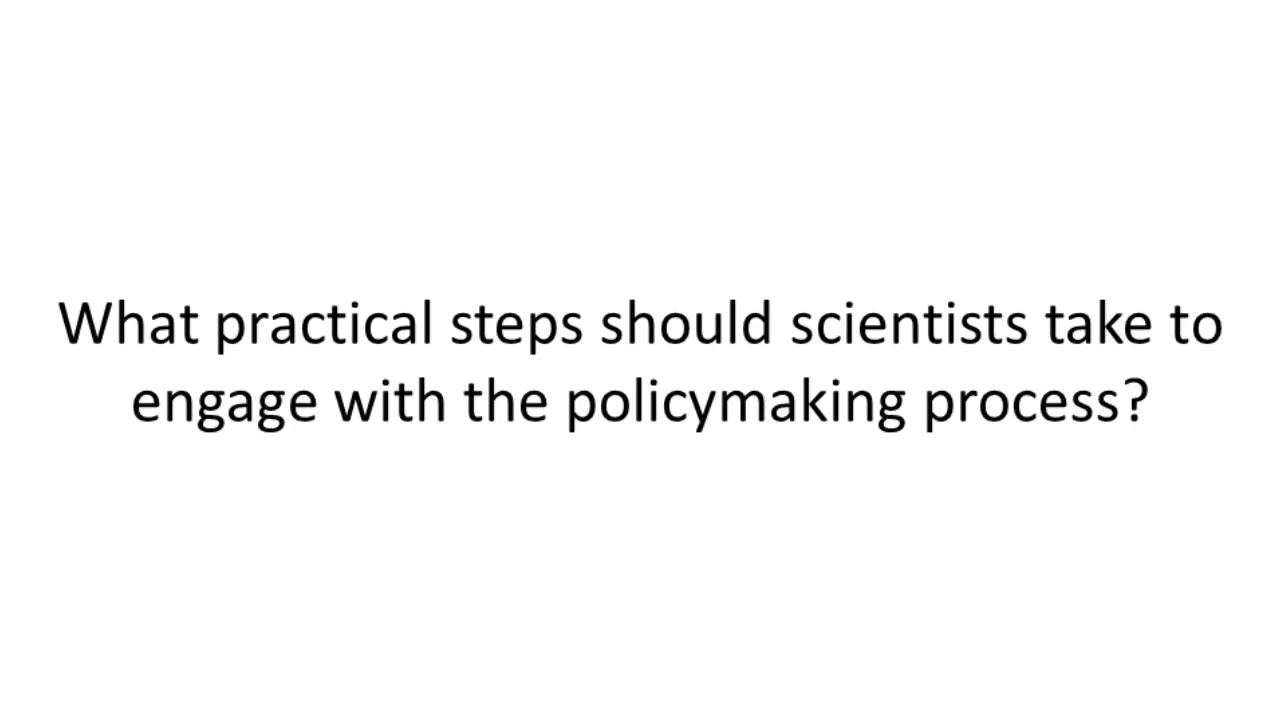 What practical steps should scientists take to
engage with the policymaking process?